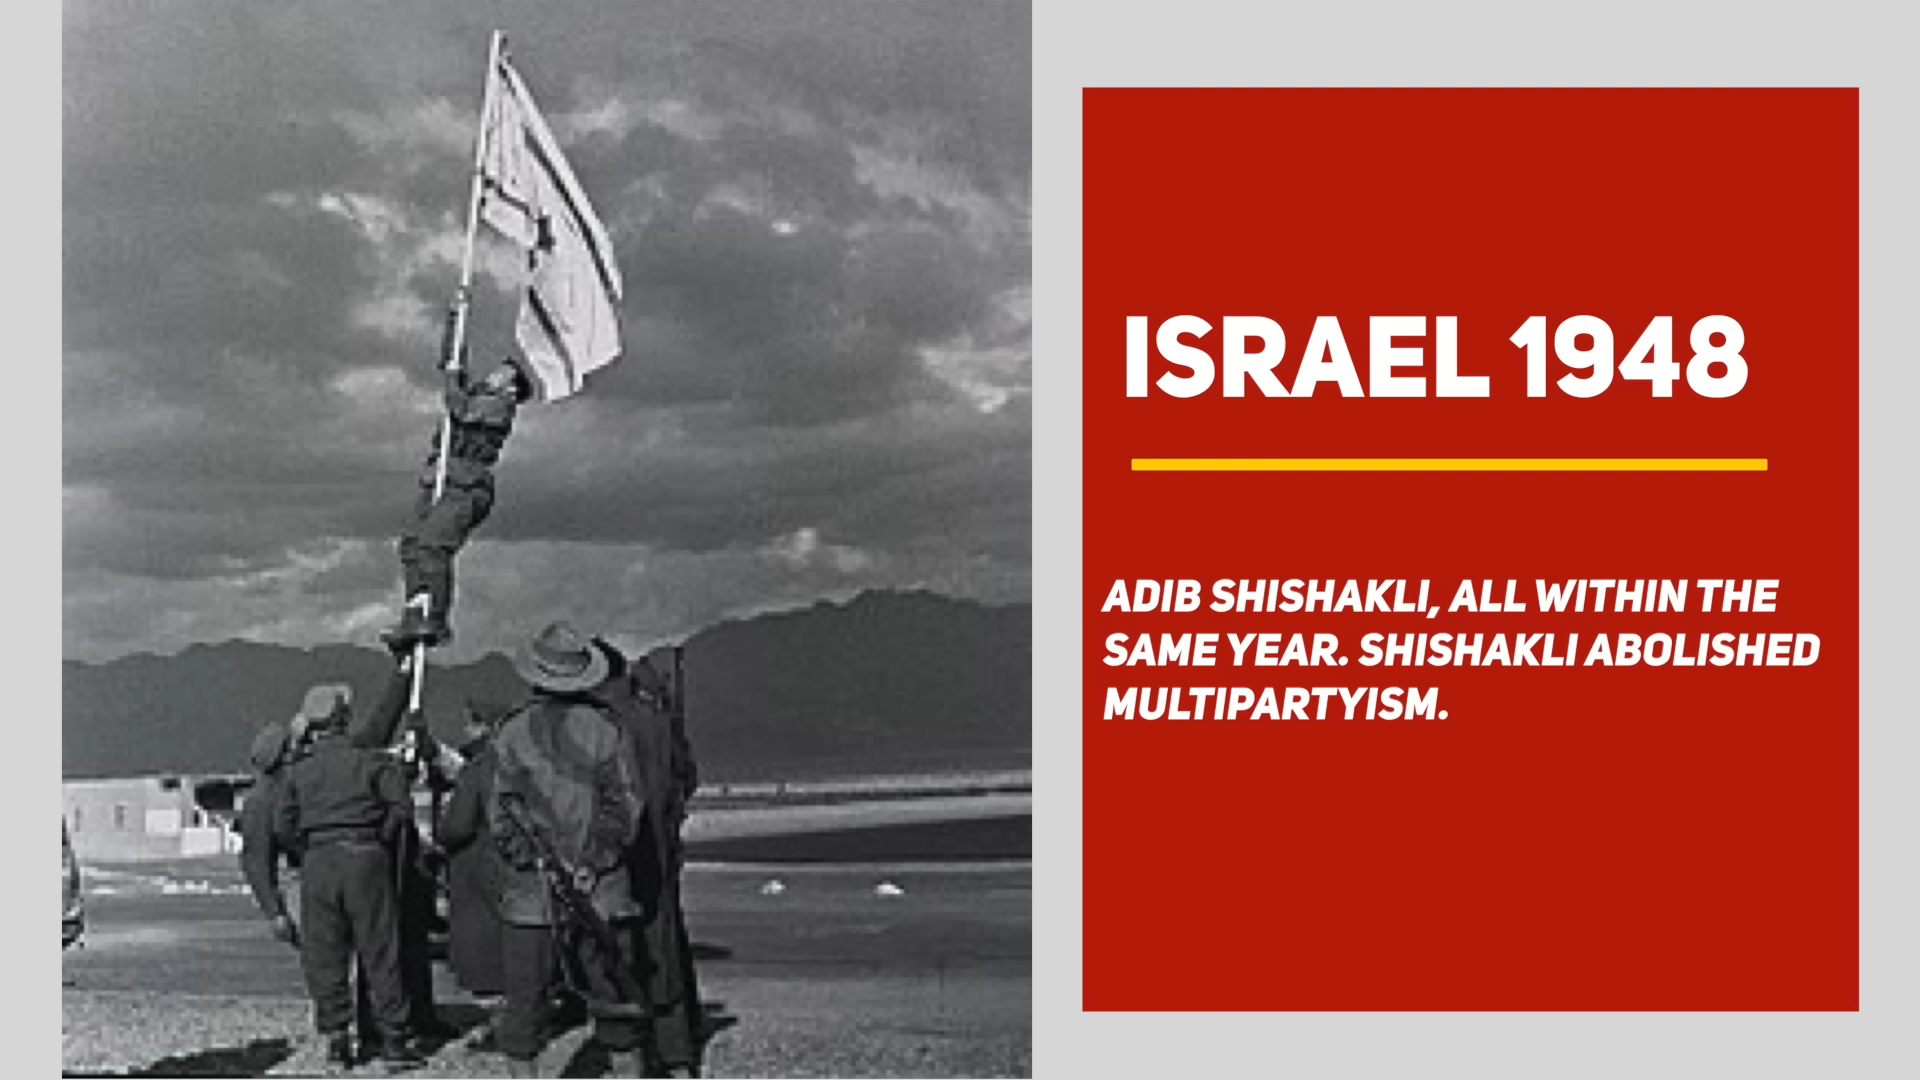 ISRAEL 1948
ADIB SHISHAKLI, ALL WITHIN THE
SAME YEAR. SHISHAKLI ABOLISHED
MULTIPARTYISM.